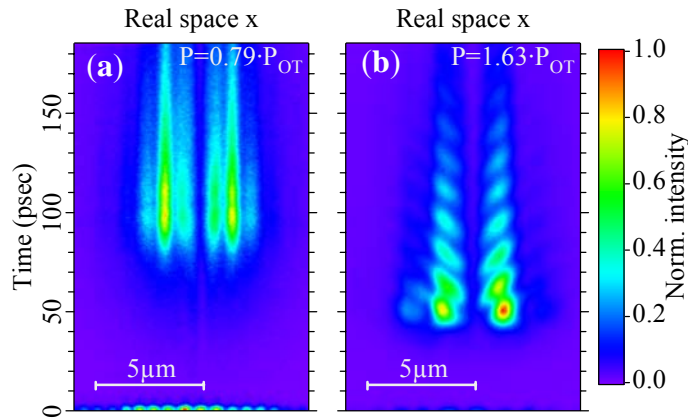 Real space x
Real space x
(a)
P=0.79·P_OT
(b)
P=1.63·P_OT
1.0
0.8
0.6
0.4
0.2
0.0
Norm. intensity
150
100
50
0
Time (psec)
5μm
5μm